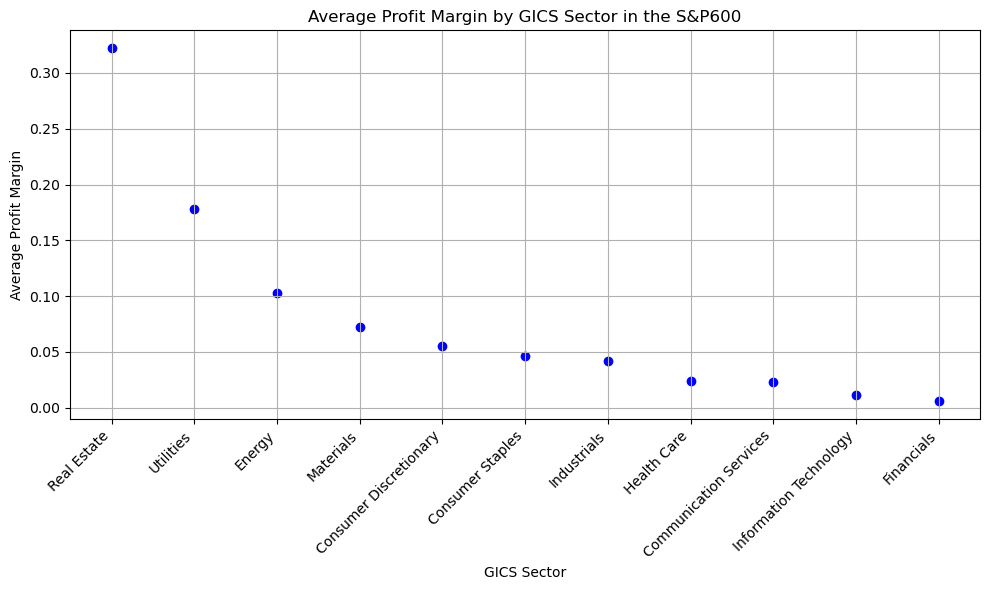 Average Profit Margin by GICS Sector in the S&P600
Average Profit Margin
0.30
0.25
0.20
0.15
0.10
0.05
0.00
Real Estate
Utilities
Energy
Materials
Consumer Discretionary
Consumer Staples
Industrials
Health Care
Communication Services
Information Technology
Financials
GICS Sector